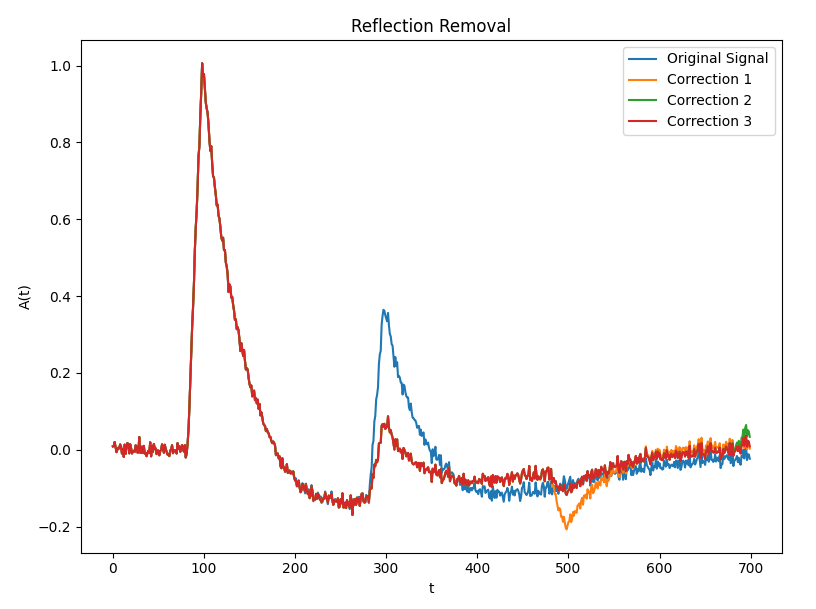 Reflection Removal
Original Signal
Correction 1
Correction 2
Correction 3
A(t)
1.0
0.8
0.6
0.4
0.2
0.0
−0.2
0 100 200 300 400 500 600 700
t